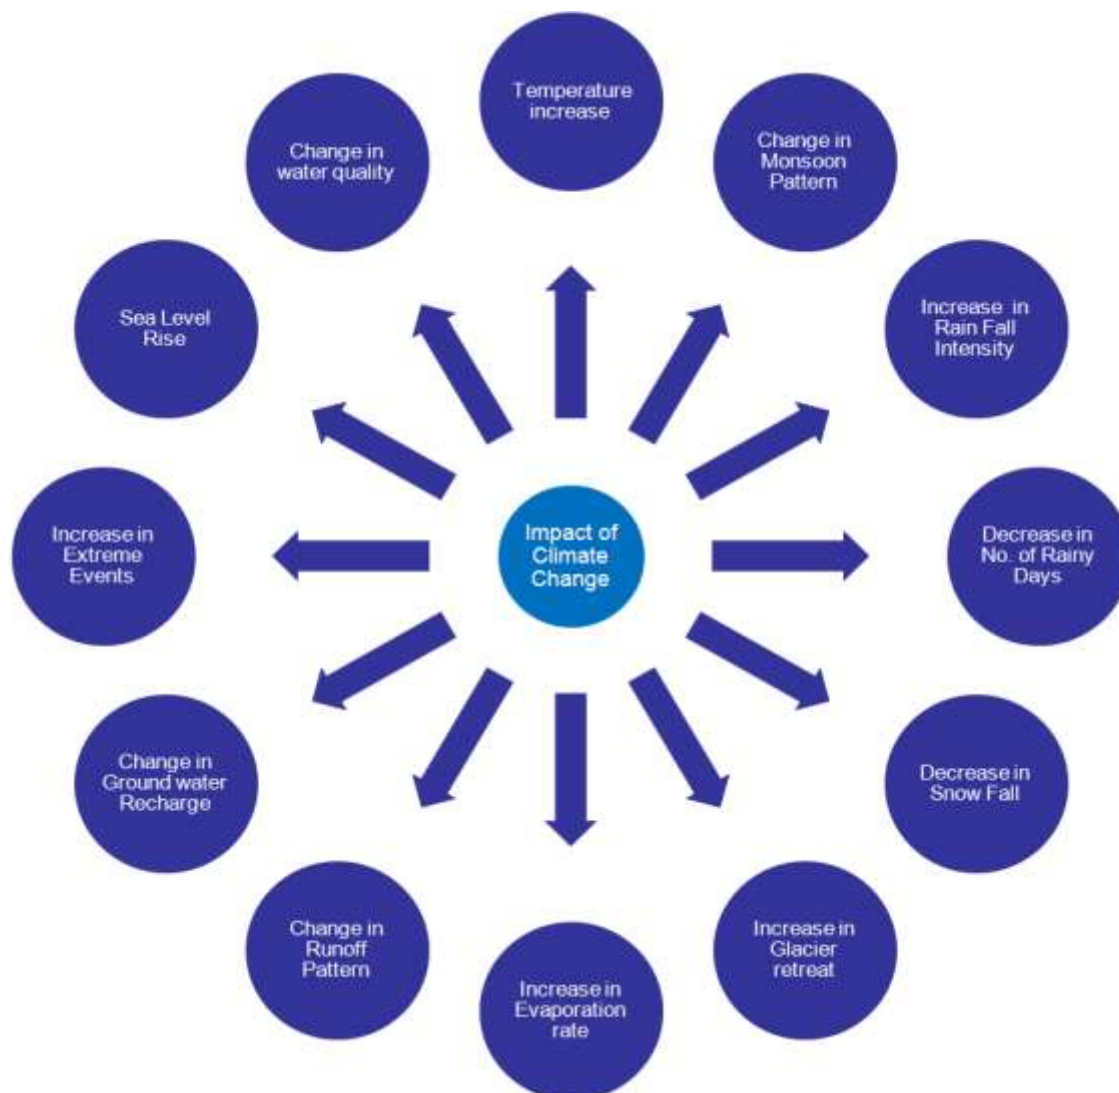 Temperature
increase
Change in
Monsoon
Pattern
Increase  in
Rain Fall
Intensity
Decrease in
No. of Rainy
Days
Decrease in
Snow Fall
Increase in
Glacier
retreat
Increase in
Evaporation
rate
Change in
Runoff
Pattern
Change in
Ground water
Recharge
Increase in
Extreme
Events
Sea Level
Rise
Change in
water quality
Impact of
Climate
Change